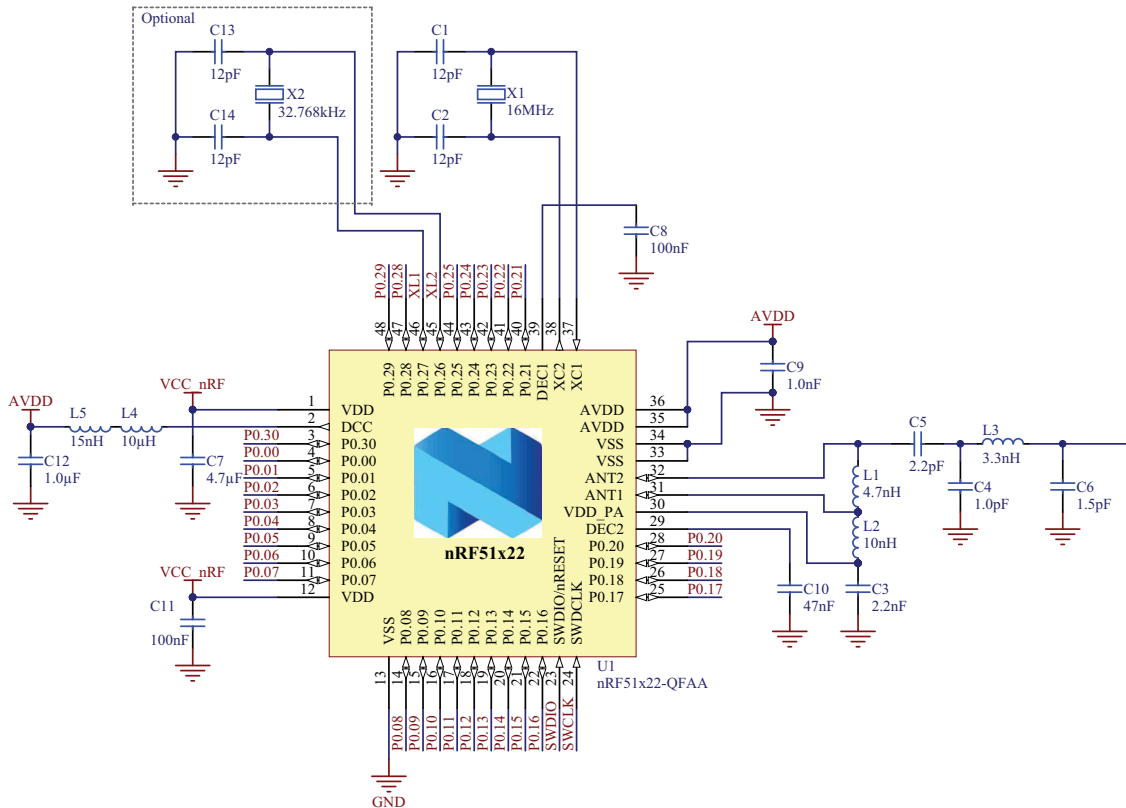 Optional
C13
12pF
X2
32.768kHz
C14
12pF
C1
12pF
X1
16MHz
C2
12pF
C8
100nF
P0.29
P0.28
XL1
XL2
P0.25
P0.24
P0.23
P0.22
P0.21
48
47
46
45
44
43
42
41
40
39
38
37
P0.29
P0.28
P0.27
P0.26
P0.25
P0.24
P0.23
P0.22
P0.21
DEC1
XC2
XC1
AVDD
C9
1.0nF
VCC_nRF
AVDD
L5
15nH
L4
10µH
C12
1.0µF
C7
4.7µF
1 VDD
2 DCC
P0.30 3 P0.30
P0.00 4 P0.00
P0.01 5 P0.01
P0.02 6 P0.02
P0.03 7 P0.03
P0.04 8 P0.04
P0.05 9 P0.05
P0.06 10 P0.06
P0.07 11 P0.07
VCC_nRF
12 VDD
C11
100nF
nRF51x22
AVDD 36
AVDD 35
VSS 34
VSS 33
ANT2 32
ANT1 31
VDD_PA 30
DEC2 29
P0.20 28 P0.20
P0.19 27 P0.19
P0.18 26 P0.18
P0.17 25 P0.17
C5
2.2pF
L3
3.3nH
L1
4.7nH
C4
1.0pF
C6
1.5pF
L2
10nH
C10
47nF
C3
2.2nF
VSS
P0.08
P0.09
P0.10
P0.11
P0.12
P0.13
P0.14
P0.15
P0.16
SWDIO/nRESET
SWDCLK
U1
nRF51x22-QFAA
13
14
15
16
17
18
19
20
21
22
23
24
P0.08
P0.09
P0.10
P0.11
P0.12
P0.13
P0.14
P0.15
P0.16
SWDIO
SWCLK
GND